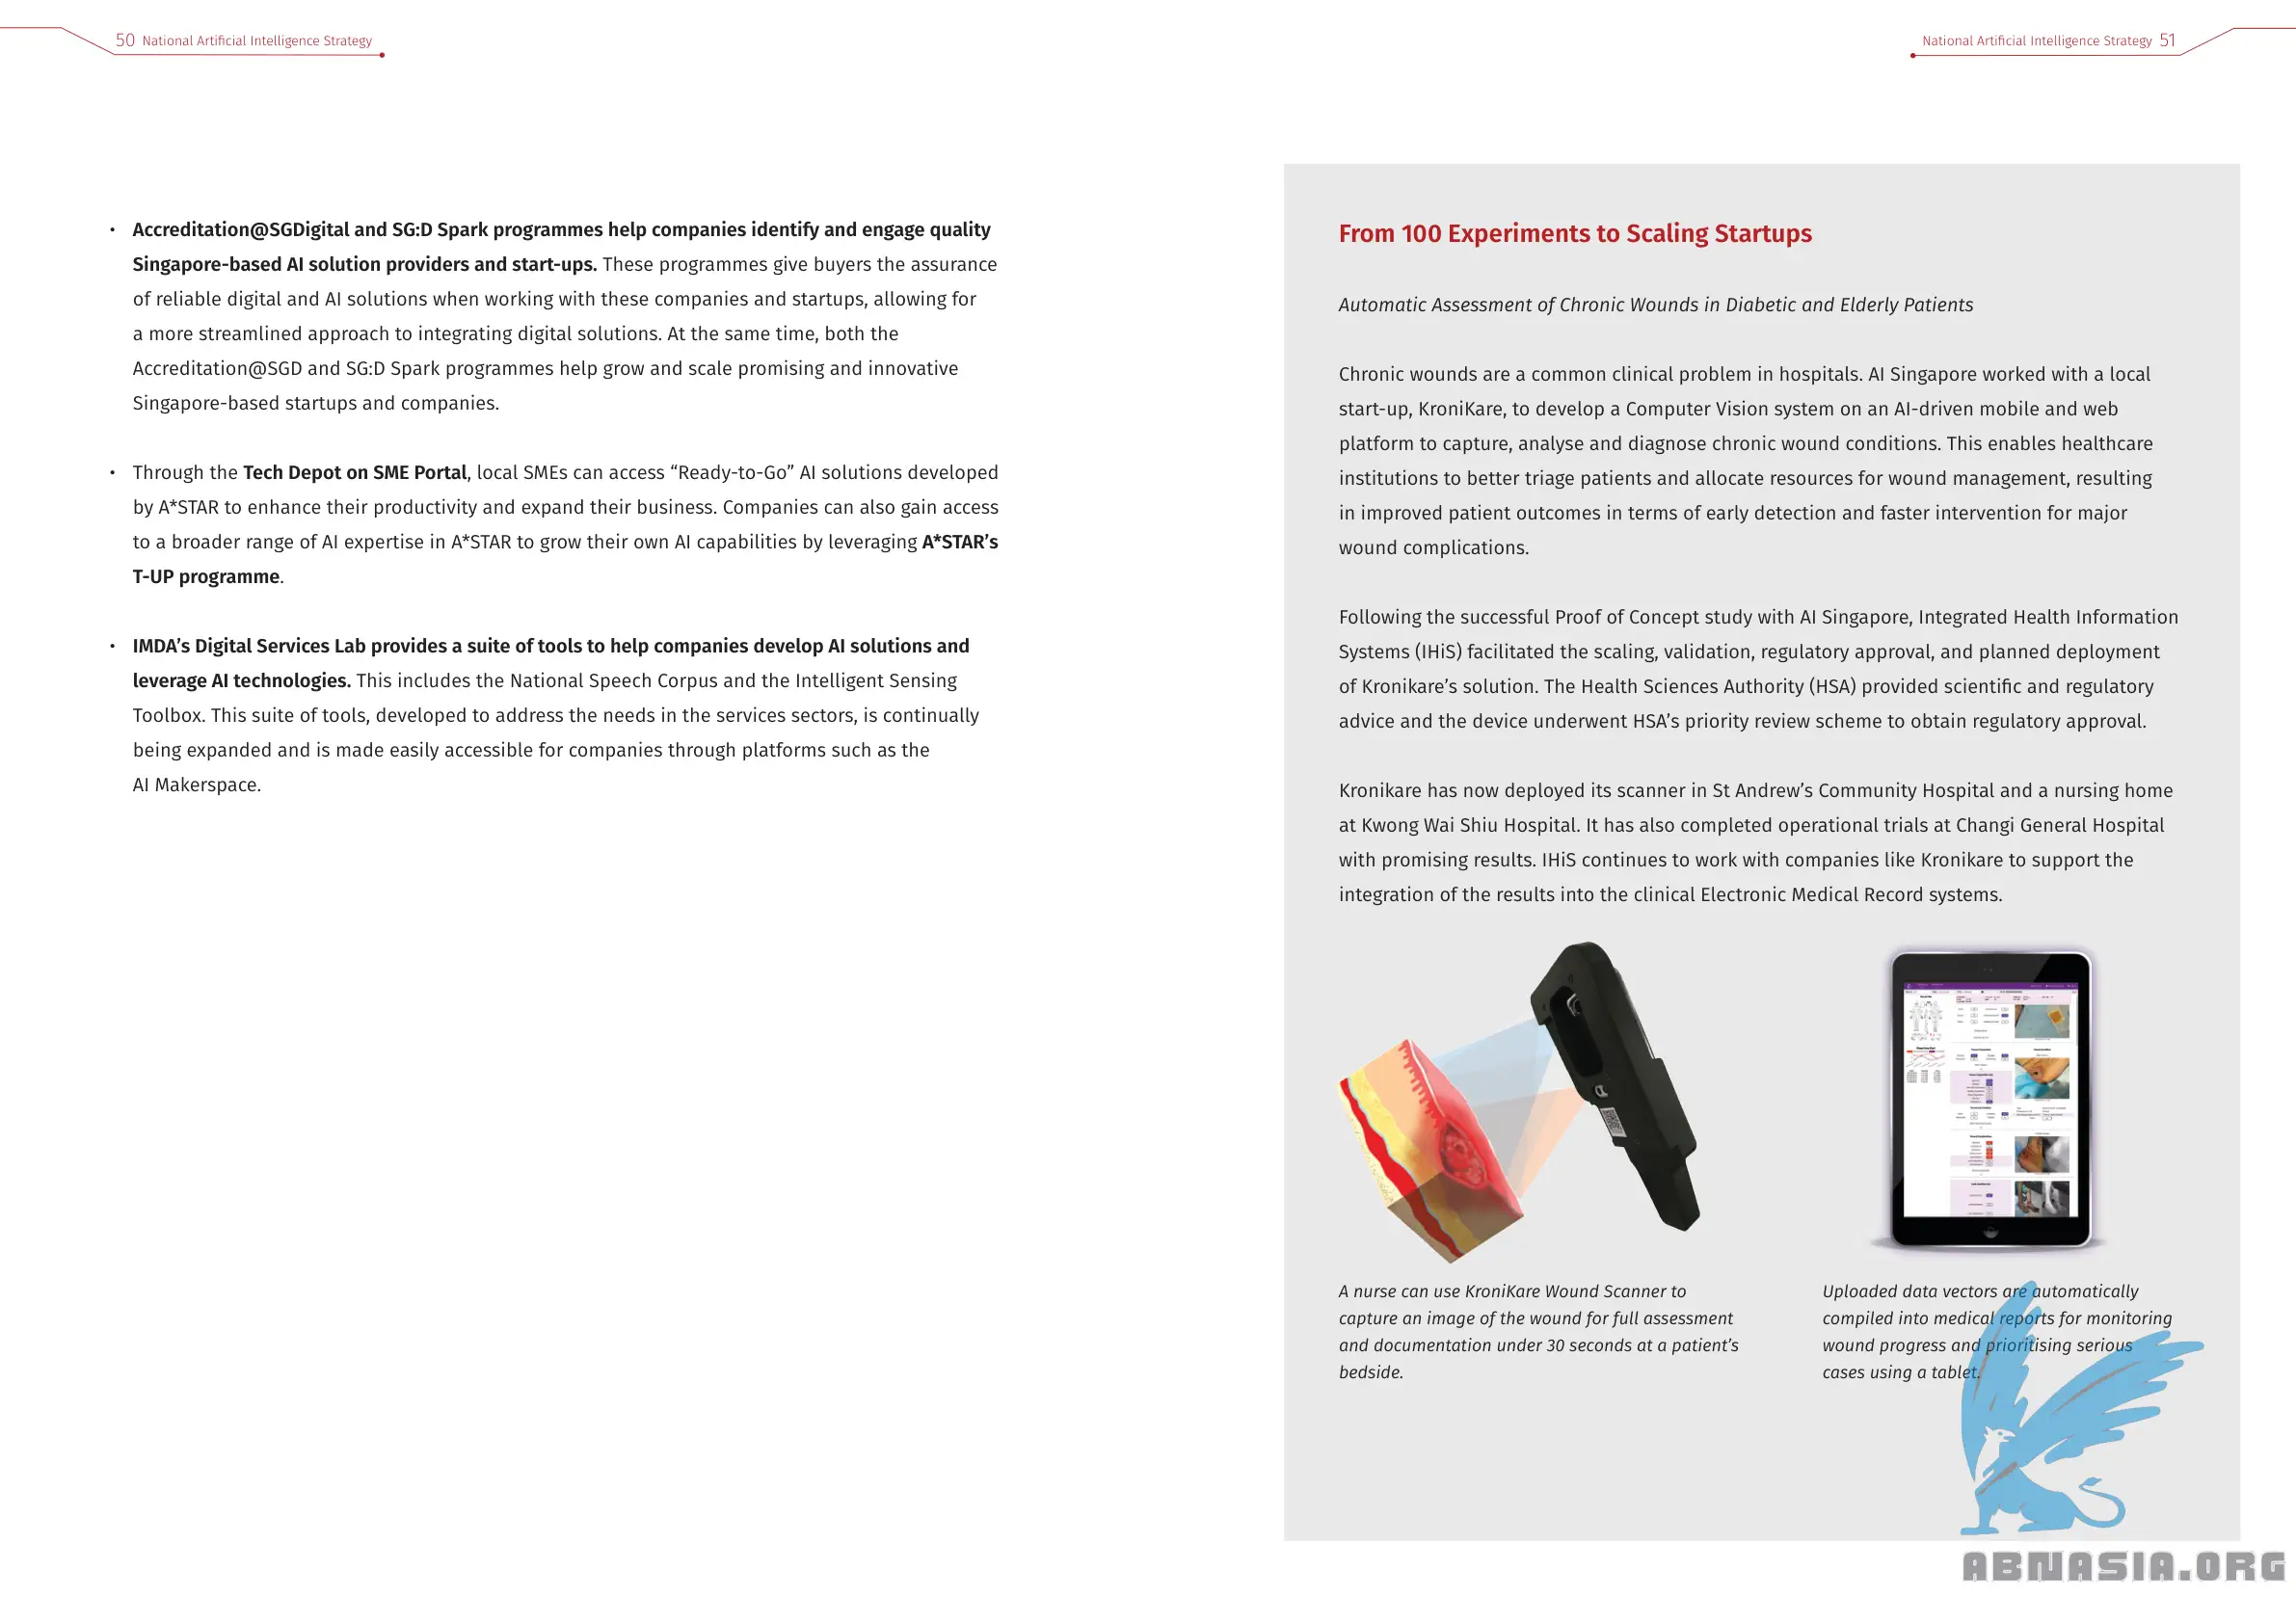 50 National Artificial Intelligence Strategy
National Artificial Intelligence Strategy 51
• Accreditation@SGDigital and SG:D Spark programmes help companies identify and engage quality
Singapore-based AI solution providers and start-ups. These programmes give buyers the assurance
of reliable digital and AI solutions when working with these companies and startups, allowing for
a more streamlined approach to integrating digital solutions. At the same time, both the
Accreditation@SGD and SG:D Spark programmes help grow and scale promising and innovative
Singapore-based startups and companies.
• Through the Tech Depot on SME Portal, local SMEs can access “Ready-to-Go” AI solutions developed
by A*STAR to enhance their productivity and expand their business. Companies can also gain access
to a broader range of AI expertise in A*STAR to grow their own AI capabilities by leveraging A*STAR’s
T-UP programme.
• IMDA’s Digital Services Lab provides a suite of tools to help companies develop AI solutions and
leverage AI technologies. This includes the National Speech Corpus and the Intelligent Sensing
Toolbox. This suite of tools, developed to address the needs in the services sectors, is continually
being expanded and is made easily accessible for companies through platforms such as the
AI Makerspace.
From 100 Experiments to Scaling Startups
Automatic Assessment of Chronic Wounds in Diabetic and Elderly Patients
Chronic wounds are a common clinical problem in hospitals. AI Singapore worked with a local
start-up, KroniKare, to develop a Computer Vision system on an AI-driven mobile and web
platform to capture, analyse and diagnose chronic wound conditions. This enables healthcare
institutions to better triage patients and allocate resources for wound management, resulting
in improved patient outcomes in terms of early detection and faster intervention for major
wound complications.
Following the successful Proof of Concept study with AI Singapore, Integrated Health Information
Systems (IHiS) facilitated the scaling, validation, regulatory approval, and planned deployment
of Kronikare’s solution. The Health Sciences Authority (HSA) provided scientific and regulatory
advice and the device underwent HSA’s priority review scheme to obtain regulatory approval.
Kronikare has now deployed its scanner in St Andrew’s Community Hospital and a nursing home
at Kwong Wai Shiu Hospital. It has also completed operational trials at Changi General Hospital
with promising results. IHiS continues to work with companies like Kronikare to support the
integration of the results into the clinical Electronic Medical Record systems.
A nurse can use KroniKare Wound Scanner to
capture an image of the wound for full assessment
and documentation under 30 seconds at a patient’s
bedside.
Uploaded data vectors are automatically
compiled into medical reports for monitoring
wound progress and prioritising serious
cases using a tablet.
ABNASIA.ORG